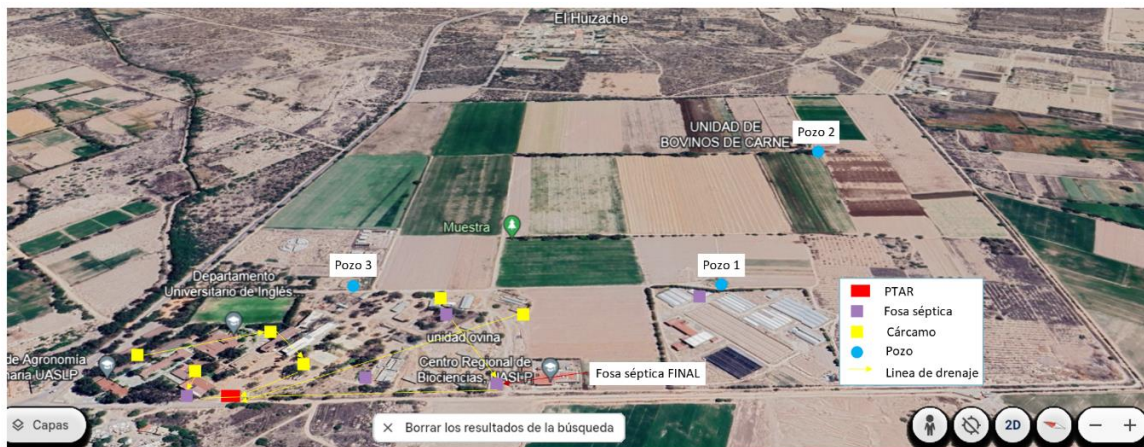 El Huizache
UNIDAD DE
BOVINOS DE CARNE
Pozo 2
Muestra
Pozo 3
Pozo 1
Departamento
Universitario de Inglés
PTAR
Fosa séptica
Cárcamo
Pozo
Linea de drenaje
unidad ovina
de Agronomía
naria UASLP
Centro Regional de
Biociencias, UASLP
Fosa séptica FINAL
Capas
Borrar los resultados de la búsqueda
2D